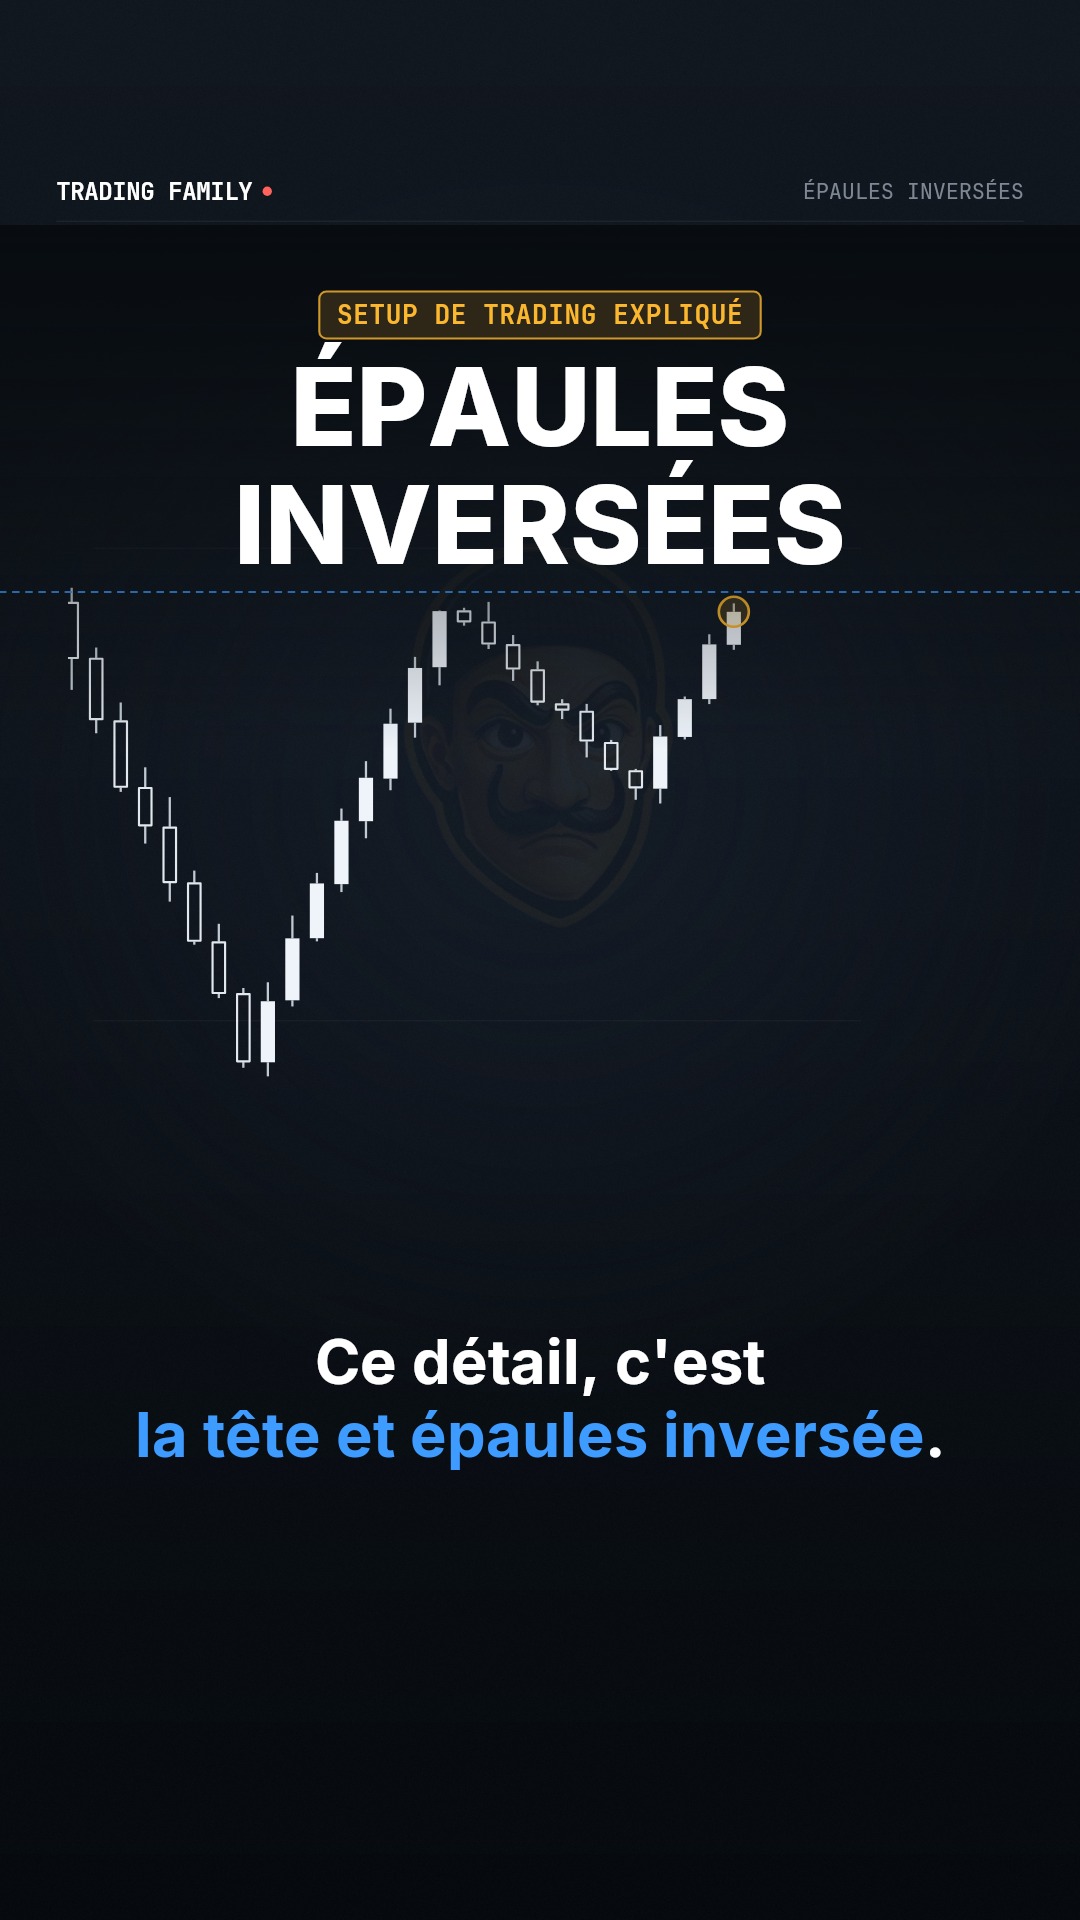 TRADING FAMILY
ÉPAULES INVERSÉES
SETUP DE TRADING EXPLIQUÉ
ÉPAULES
INVERSÉES
Ce détail, c'est
la tête et épaules inversée.